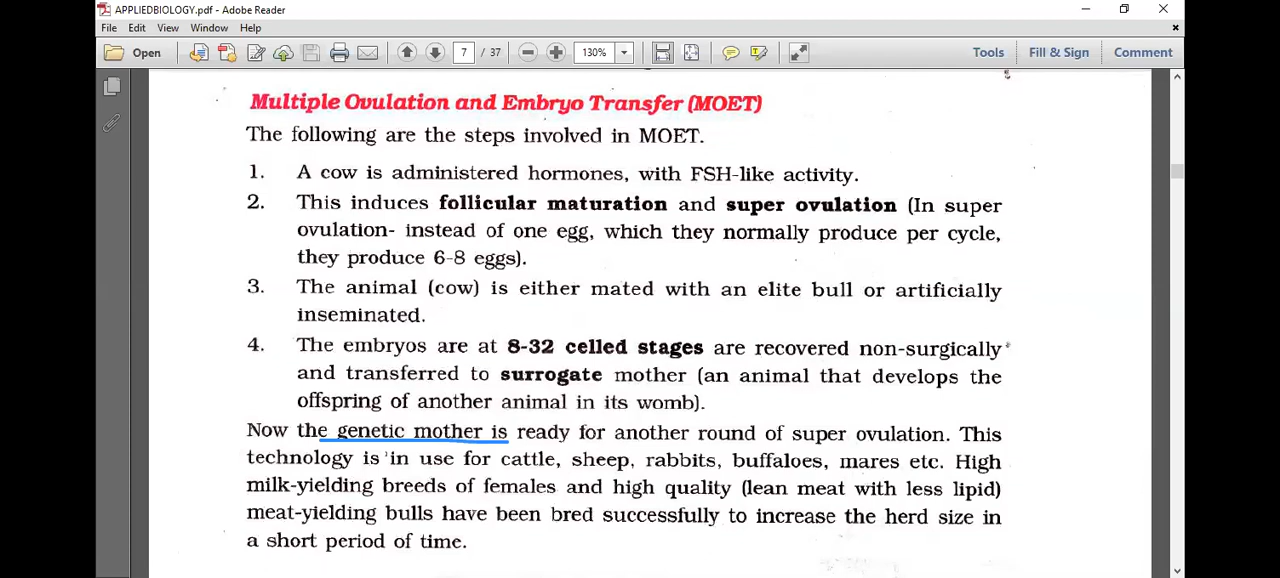 APPLIEDBIOLOGY.pdf - Adobe Reader
File Edit View Window Help
Open 7 / 37 130% Tools Fill & Sign Comment
Multiple Ovulation and Embryo Transfer (MOET)
The following are the steps involved in MOET.
1. A cow is administered hormones, with FSH-like activity.
2. This induces follicular maturation and super ovulation (In super
ovulation- instead of one egg, which they normally produce per cycle,
they produce 6-8 eggs).
3. The animal (cow) is either mated with an elite bull or artificially
inseminated.
4. The embryos are at 8-32 celled stages are recovered non-surgically
and transferred to surrogate mother (an animal that develops the
offspring of another animal in its womb).
Now the genetic mother is ready for another round of super ovulation. This
technology is in use for cattle, sheep, rabbits, buffaloes, mares etc. High
milk-yielding breeds of females and high quality (lean meat with less lipid)
meat-yielding bulls have been bred successfully to increase the herd size in
a short period of time.